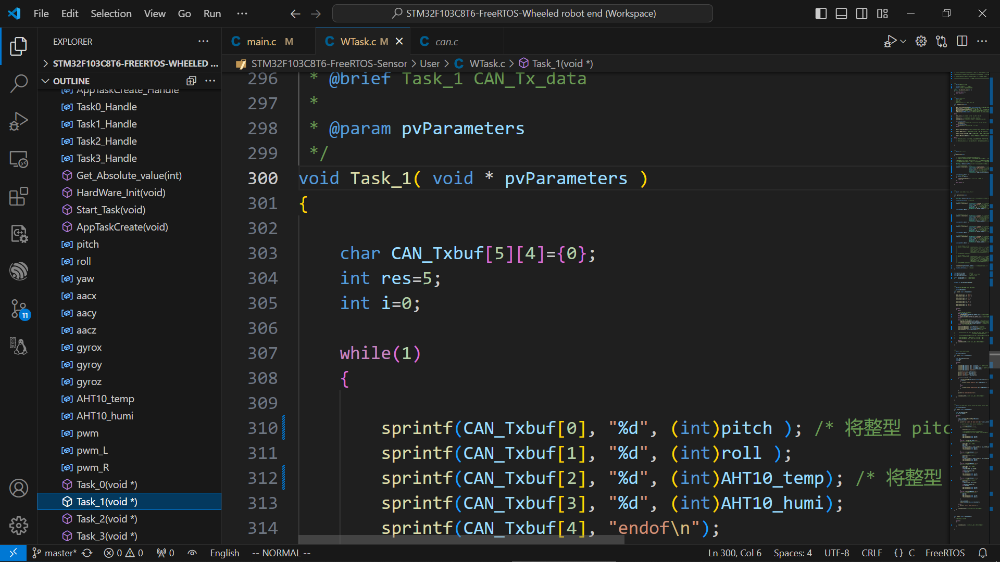 File Edit Selection View Go Run ···
STM32F103C8T6-FreeRTOS-Wheeled robot end (Workspace)
EXPLORER
STM32F103C8T6-FREERTOS-WHEELED ...
OUTLINE
AppTaskCreate_Handle
Task0_Handle
Task1_Handle
Task2_Handle
Task3_Handle
Get_Absolute_value(int)
HardWare_Init(void)
Start_Task(void)
AppTaskCreate(void)
pitch
roll
yaw
aacx
aacy
aacz
gyrox
gyroy
gyroz
AHT10_temp
AHT10_humi
pwm
pwm_L
pwm_R
Task_0(void *)
Task_1(void *)
Task_2(void *)
Task_3(void *)
11
C main.c M
C WTask.c M
C can.c
STM32F103C8T6-FreeRTOS-Sensor > User > C WTask.c > Task_1(void *)
296 * @brief Task_1 CAN_Tx_data
297 *
298 * @param pvParameters
299 */
300 void Task_1( void * pvParameters )
301 {
302
303 char CAN_Txbuf[5][4]={0};
304 int res=5;
305 int i=0;
306
307 while(1)
308 {
309
310 sprintf(CAN_Txbuf[0], "%d", (int)pitch ); /* 将整型 pitc
311 sprintf(CAN_Txbuf[1], "%d", (int)roll );
312 sprintf(CAN_Txbuf[2], "%d", (int)AHT10_temp); /* 将整型
313 sprintf(CAN_Txbuf[3], "%d", (int)AHT10_humi);
314 sprintf(CAN_Txbuf[4], "endof\n");
master* 0 0 0 English -- NORMAL -- Ln 300, Col 6 Spaces: 4 UTF-8 CRLF {} C FreeRTOS